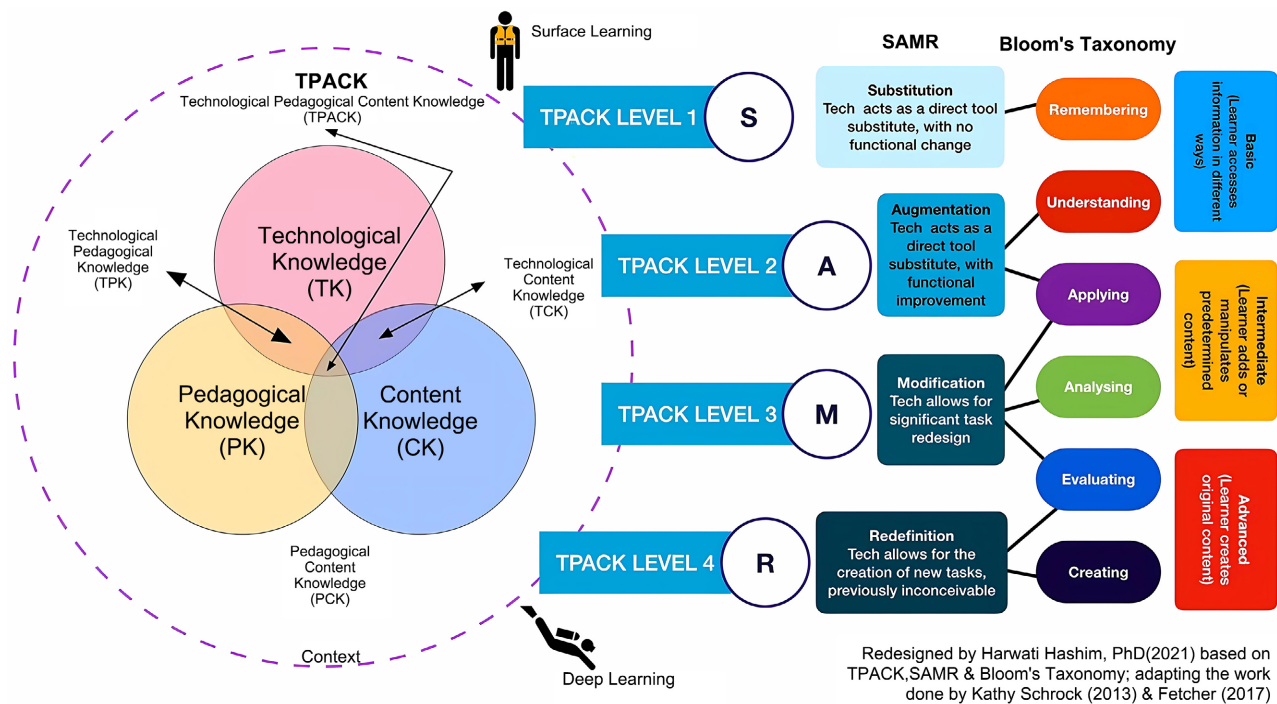 Surface Learning
TPACK
Technological Pedagogical Content Knowledge
(TPACK)
Technological
Knowledge
(TK)
Technological
Pedagogical
Knowledge
(TPK)
Technological
Content
Knowledge
(TCK)
Pedagogical
Knowledge
(PK)
Content
Knowledge
(CK)
Pedagogical
Content
Knowledge
(PCK)
Context
Deep Learning
TPACK LEVEL 1
S
TPACK LEVEL 2
A
TPACK LEVEL 3
M
TPACK LEVEL 4
R
SAMR
Substitution
Tech acts as a direct tool
substitute, with no
functional change
Augmentation
Tech acts as a
direct tool
substitute, with
functional
improvement
Modification
Tech allows for
significant task
redesign
Redefinition
Tech allows for the
creation of new tasks,
previously inconceivable
Bloom's Taxonomy
Remembering
Understanding
Applying
Analysing
Evaluating
Creating
Basic
(Learner accesses
information in different
ways)
Intermediate
(Learner adds or
manipulates
predetermined
content)
Advanced
(Learner creates
original content)
Redesigned by Harwati Hashim, PhD(2021) based on
TPACK,SAMR & Bloom's Taxonomy; adapting the work
done by Kathy Schrock (2013) & Fetcher (2017)